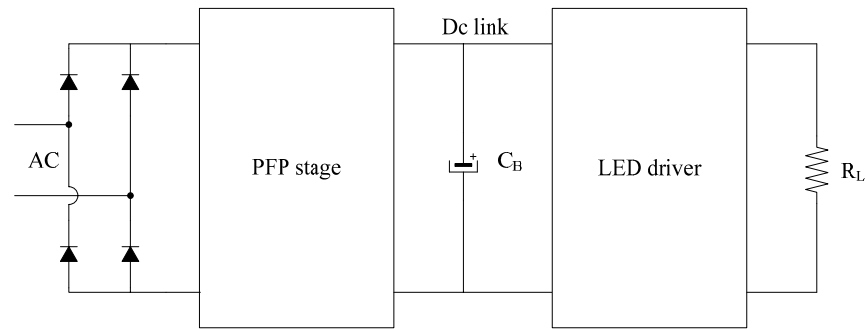 Dc link
AC
PFP stage
+
C_B
LED driver
R_L